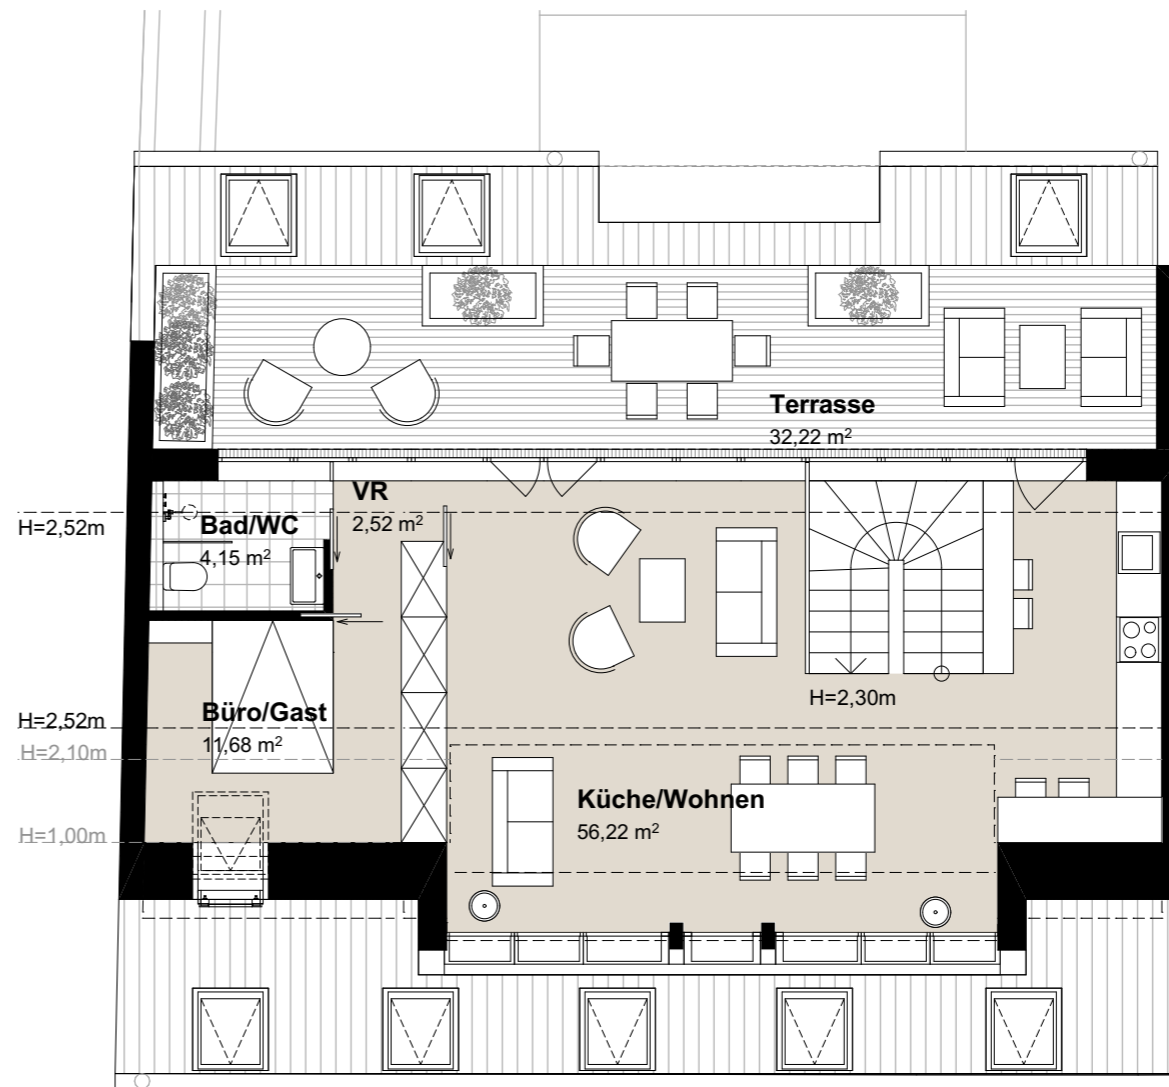 Terrasse
32,22 m²
VR
2,52 m²
H=2,52m
Bad/WC
4,15 m²
H=2,30m
H=2,52m
Büro/Gast
11,68 m²
H=2,10m
Küche/Wohnen
56,22 m²
H=1,00m